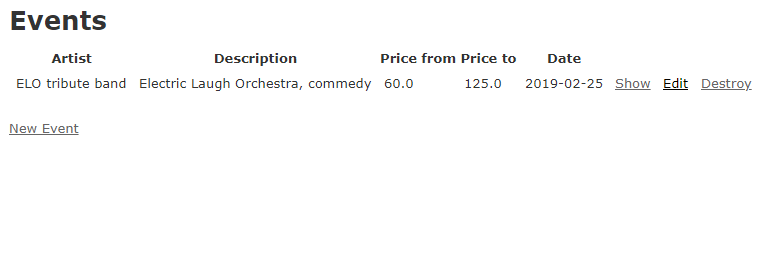 Events
Artist Description Price from Price to Date
ELO tribute band Electric Laugh Orchestra, commedy 60.0 125.0 2019-02-25 Show Edit Destroy
New Event